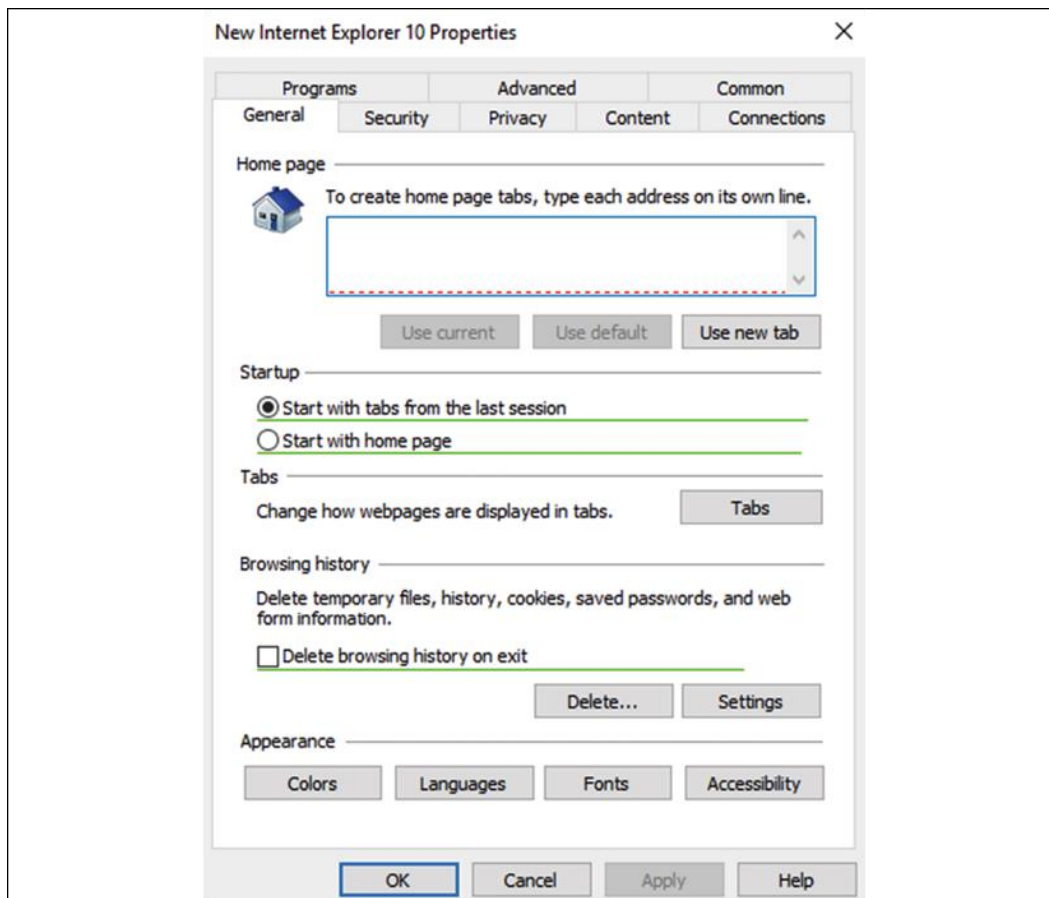 New Internet Explorer 10 Properties
Programs Advanced Common
General Security Privacy Content Connections
Home page
To create home page tabs, type each address on its own line.
Use current Use default Use new tab
Startup
Start with tabs from the last session
Start with home page
Tabs
Change how webpages are displayed in tabs.
Tabs
Browsing history
Delete temporary files, history, cookies, saved passwords, and web
form information.
Delete browsing history on exit
Delete... Settings
Appearance
Colors Languages Fonts Accessibility
OK Cancel Apply Help